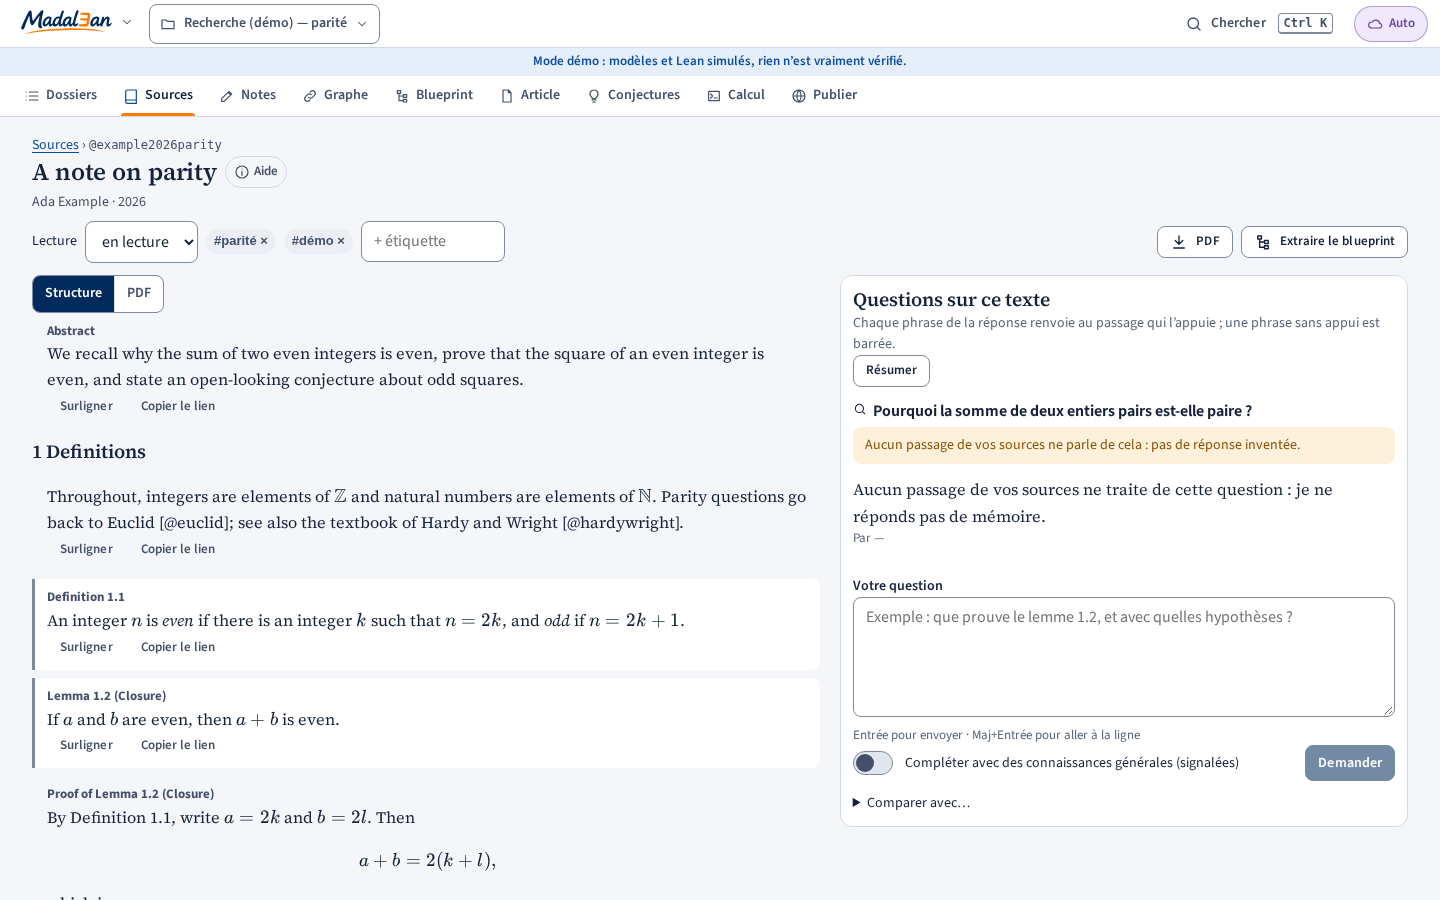 Madal3an
Recherche (démo) — parité
Chercher
Ctrl K
Auto
Mode démo : modèles et Lean simulés, rien n'est vraiment vérifié.
Dossiers
Sources
Notes
Graphe
Blueprint
Article
Conjectures
Calcul
Publier
Sources › @example2026parity
A note on parity
Aide
Ada Example · 2026
Lecture
en lecture
#parité ×
#démo ×
+ étiquette
PDF
Extraire le blueprint
Structure
PDF
Abstract
We recall why the sum of two even integers is even, prove that the square of an even integer is
even, and state an open-looking conjecture about odd squares.
Surligner
Copier le lien
1 Definitions
Throughout, integers are elements of ℤ and natural numbers are elements of ℕ. Parity questions go
back to Euclid [@euclid]; see also the textbook of Hardy and Wright [@hardywright].
Surligner
Copier le lien
Definition 1.1
An integer n is even if there is an integer k such that n = 2k, and odd if n = 2k + 1.
Surligner
Copier le lien
Lemma 1.2 (Closure)
If a and b are even, then a + b is even.
Surligner
Copier le lien
Proof of Lemma 1.2 (Closure)
By Definition 1.1, write a = 2k and b = 2l. Then
a + b = 2(k + l),
Questions sur ce texte
Chaque phrase de la réponse renvoie au passage qui l'appuie ; une phrase sans appui est
barrée.
Résumer
Pourquoi la somme de deux entiers pairs est-elle paire ?
Aucun passage de vos sources ne parle de cela : pas de réponse inventée.
Aucun passage de vos sources ne traite de cette question : je ne
réponds pas de mémoire.
Par —
Votre question
Exemple : que prouve le lemme 1.2, et avec quelles hypothèses ?
Entrée pour envoyer · Maj+Entrée pour aller à la ligne
Compléter avec des connaissances générales (signalées)
Demander
Comparer avec…